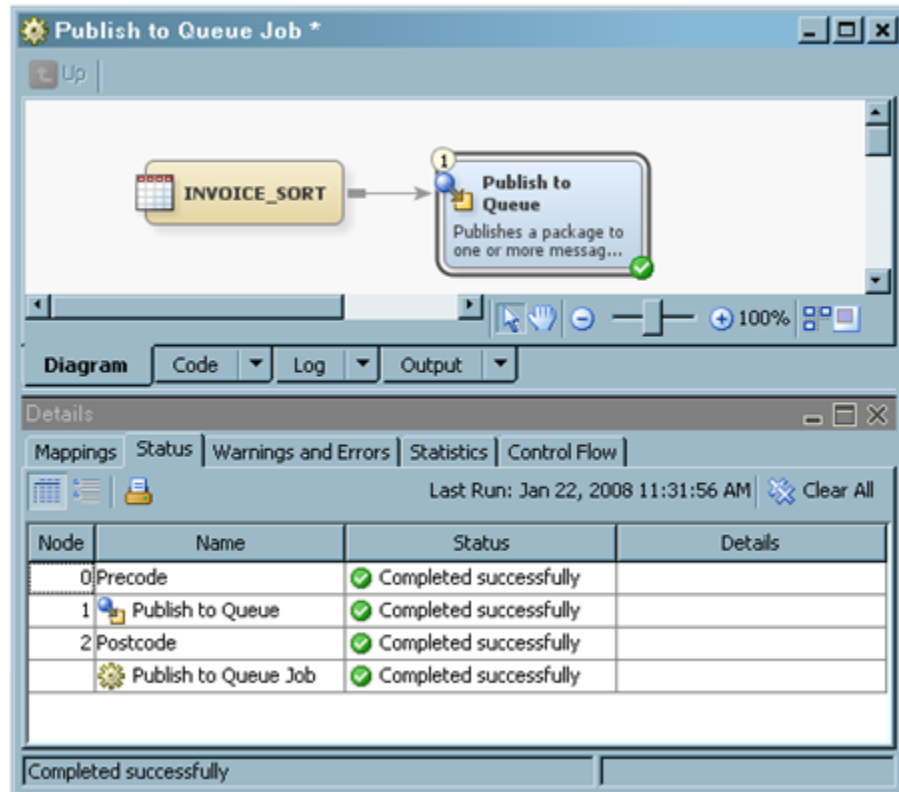 Publish to Queue Job *
Up
INVOICE_SORT
1
Publish to
Queue
Publishes a package to
one or more messag...
100%
Diagram Code Log Output
Details
Mappings Status Warnings and Errors Statistics Control Flow
Last Run: Jan 22, 2008 11:31:56 AM Clear All
Node Name Status Details
0 Precode Completed successfully
1 Publish to Queue Completed successfully
2 Postcode Completed successfully
Publish to Queue Job Completed successfully
Completed successfully